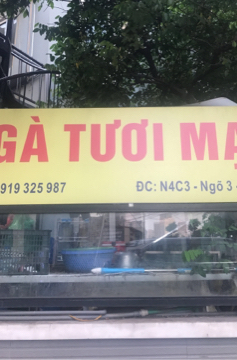 GÀ TƯƠI MẠ
919 325 987 ĐC: N4C3 - Ngõ 3 -